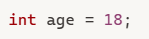 int age = 18;